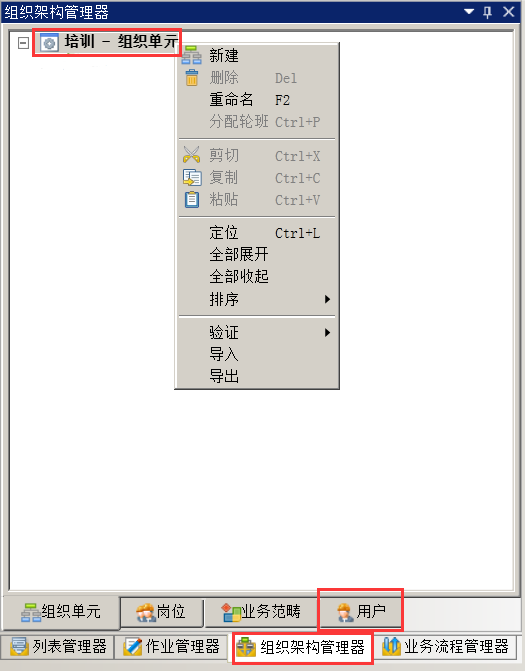 组织架构管理器
培训 - 组织单元
新建
删除 Del
重命名 F2
分配轮班 Ctrl+P
剪切 Ctrl+X
复制 Ctrl+C
粘贴 Ctrl+V
定位 Ctrl+L
全部展开
全部收起
排序
验证
导入
导出
组织单元 岗位 业务范畴 用户
列表管理器 作业管理器 组织架构管理器 业务流程管理器